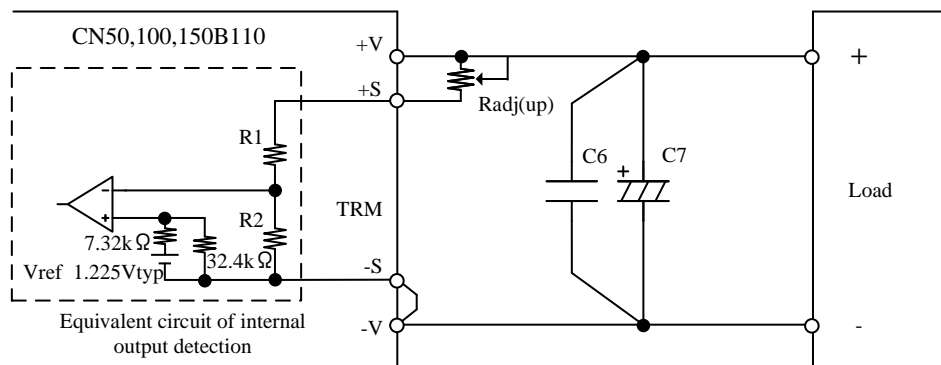 CN50,100,150B110
+V
+S
Radj(up)
R1
C6
C7
+
+
-
+
R2
TRM
Load
7.32kΩ
32.4kΩ
Vref 1.225Vtyp
-S
-V
-
Equivalent circuit of internal
output detection